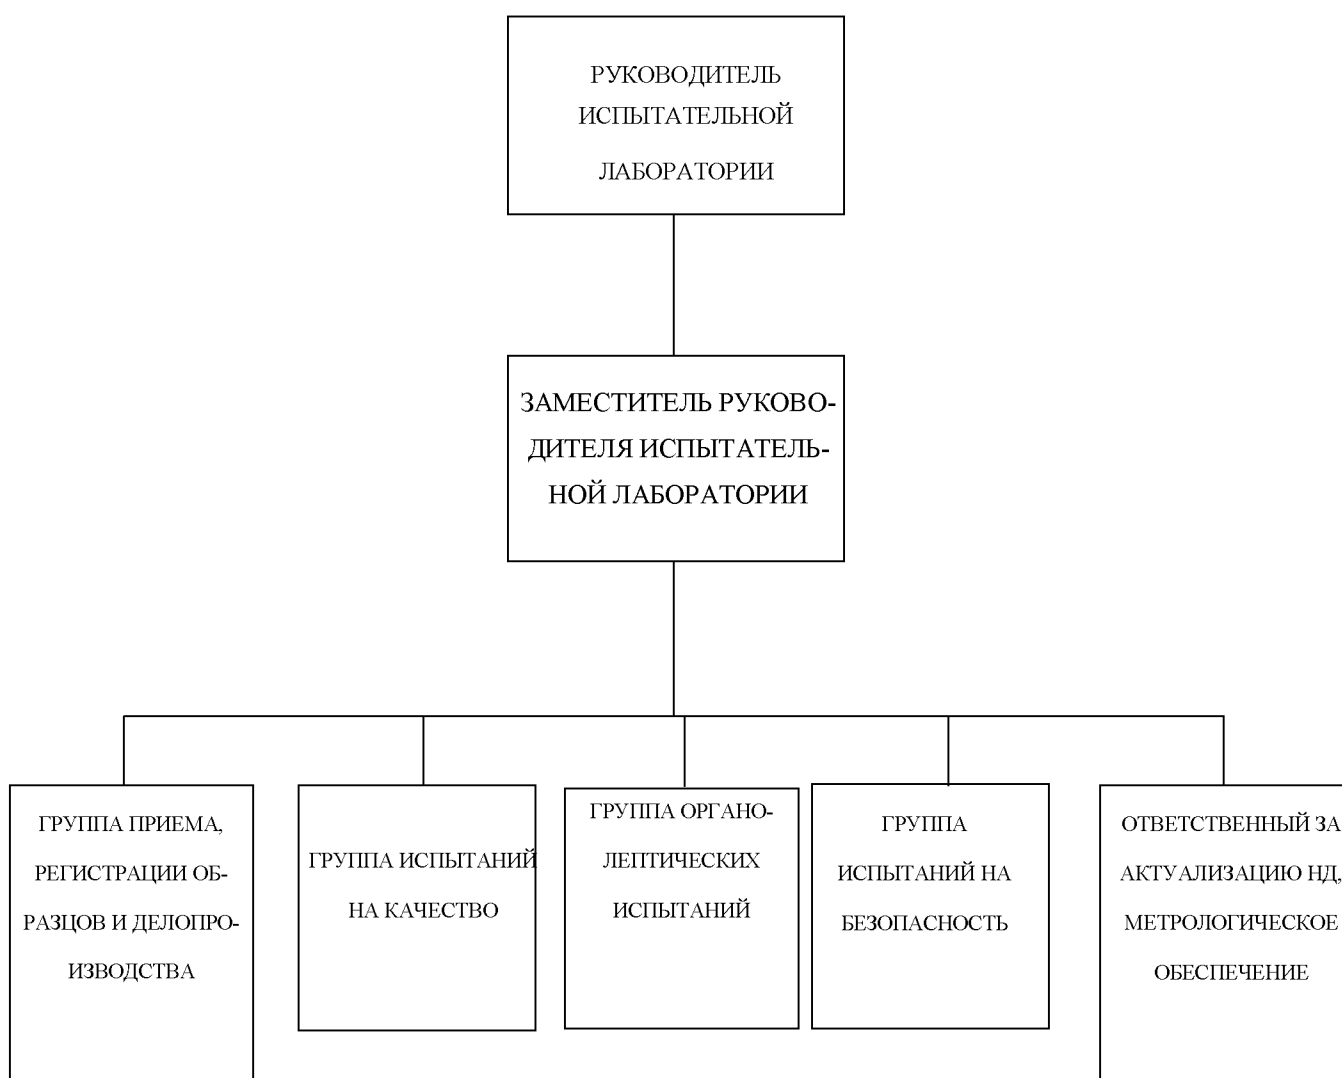 РУКОВОДИТЕЛЬ
ИСПЫТАТЕЛЬНОЙ
ЛАБОРАТОРИИ
ЗАМЕСТИТЕЛЬ РУКОВО-
ДИТЕЛЯ ИСПЫТАТЕЛЬ-
НОЙ ЛАБОРАТОРИИ
ГРУППА ПРИЕМА,
РЕГИСТРАЦИИ ОБ-
РАЗЦОВ И ДЕЛОПРО-
ИЗВОДСТВА
ГРУППА ИСПЫТАНИЙ
НА КАЧЕСТВО
ГРУППА ОРГАНО-
ЛЕПТИЧЕСКИХ
ИСПЫТАНИЙ
ГРУППА
ИСПЫТАНИЙ НА
БЕЗОПАСНОСТЬ
ОТВЕТСТВЕННЫЙ ЗА
АКТУАЛИЗАЦИЮ НД,
МЕТРОЛОГИЧЕСКОЕ
ОБЕСПЕЧЕНИЕ